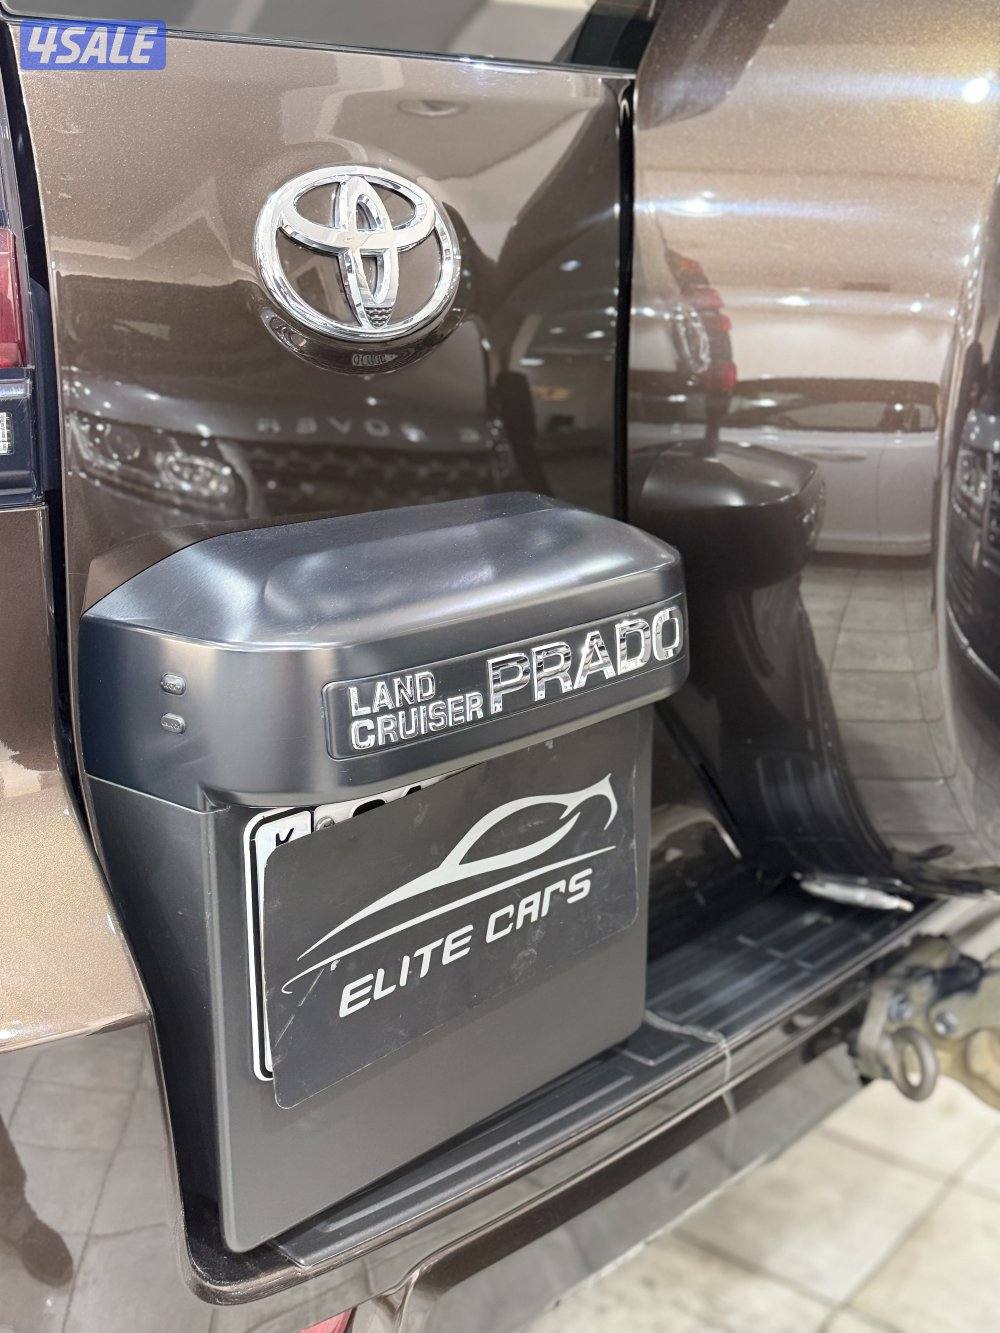 4SALE
LAND
CRUISER PRADO
ELITE CARS